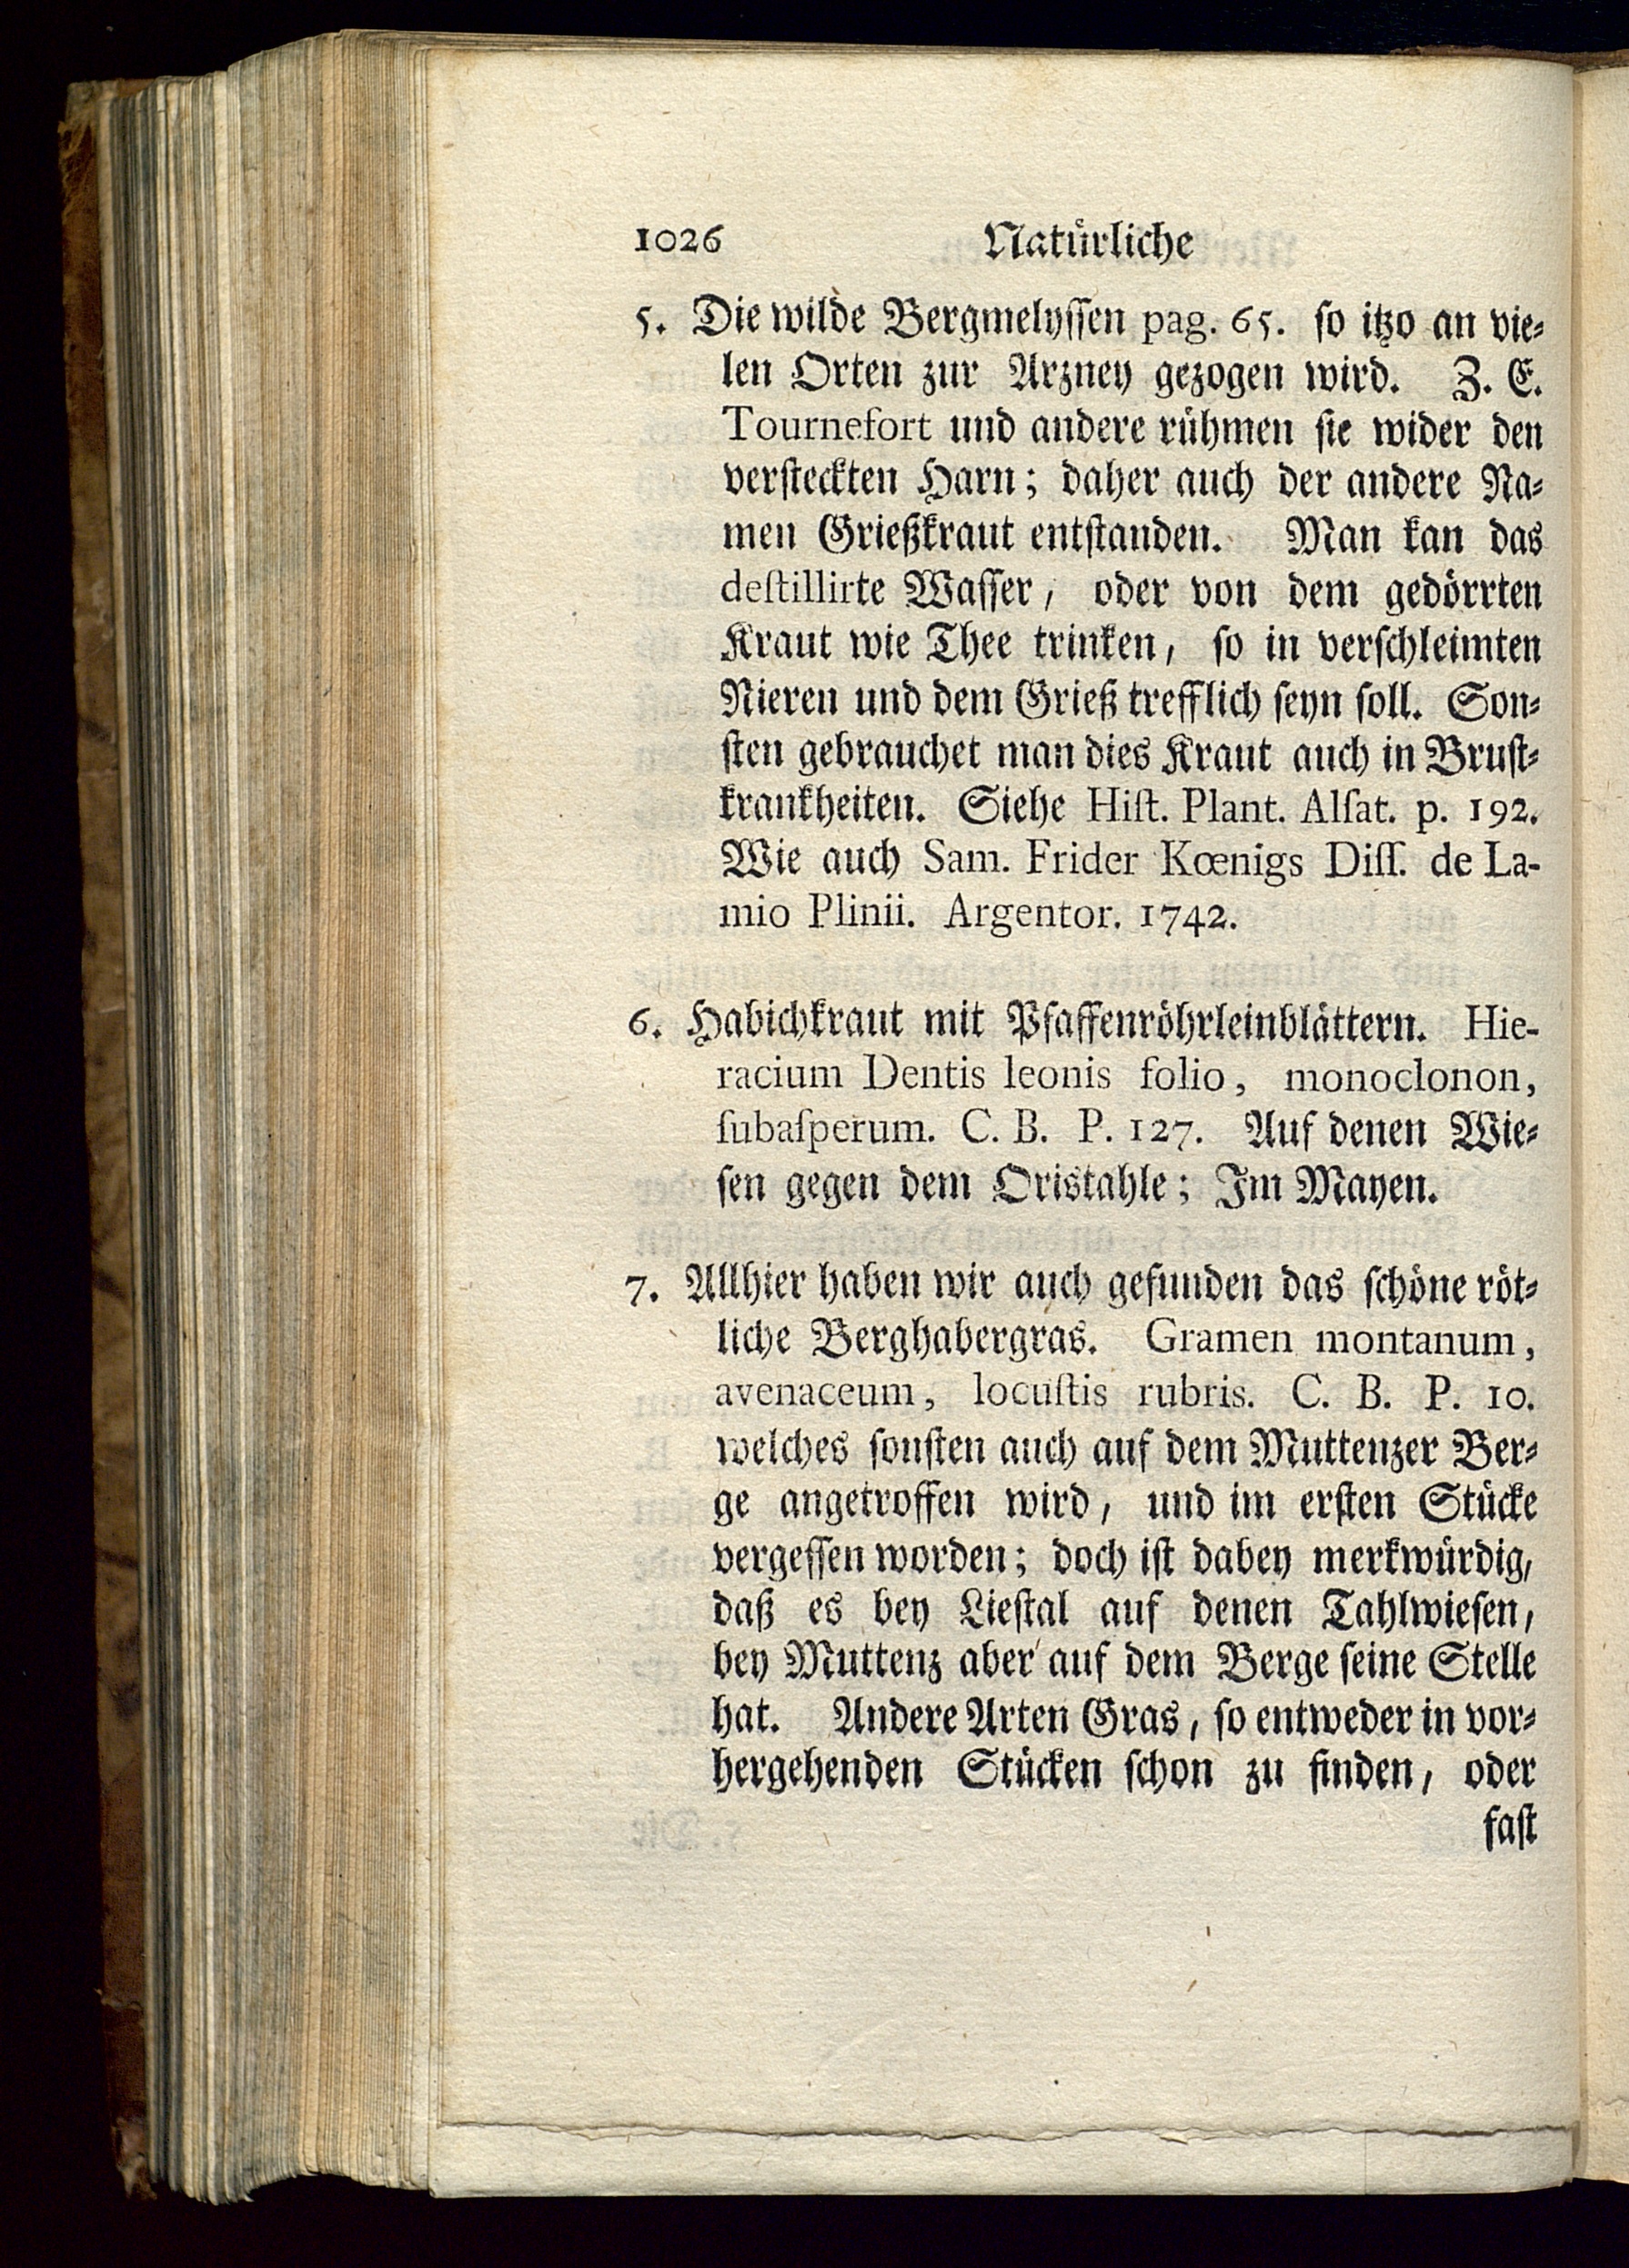 1026 Natürliche
5. Die wilde Bergmelyssen pag. 65. so itzo an vie⸗
len Orten zur Arzney gezogen wird. Z. E.
Tournefort und andere rühmen sie wider den
versteckten Harn; daher auch der andere Na⸗
men Grießkraut entstanden. Man kan das
deſtillirte Wasser, oder von dem gedörrten
Kraut wie Thee trinken, so in verschleimten
Nieren und dem Grieß trefflich seyn soll. Son⸗
sten gebrauchet man dies Kraut auch in Brust⸗
krankheiten. Siehe Hiſt. Plant. Alſat. p. 192.
Wie auch Sam. Frider Kœnigs Diſſ. de La-
mio Plinii. Argentor. 1742.
6. Habichkraut mit Pfaffenröhrleinblättern. Hie-
racium Dentis leonis folio, monoclonon,
ſubaſperum. C. B. P. 127. Auf denen Wie⸗
sen gegen dem Oristahle; Im Mayen.
7. Allhier haben wir auch gefunden das schöne röt⸗
liche Berghabergras. Gramen montanum,
avenaceum, locuſtis rubris. C. B. P. 10.
welches sonsten auch auf dem Muttenzer Ber⸗
ge angetroffen wird, und im ersten Stücke
vergessen worden; doch ist dabey merkwürdig,
daß es bey Liestal auf denen Tahlwiesen,
bey Muttenz aber auf dem Berge seine Stelle
hat. Andere Arten Gras, so entweder in vor⸗
hergehenden Stücken schon zu finden, oder
fast